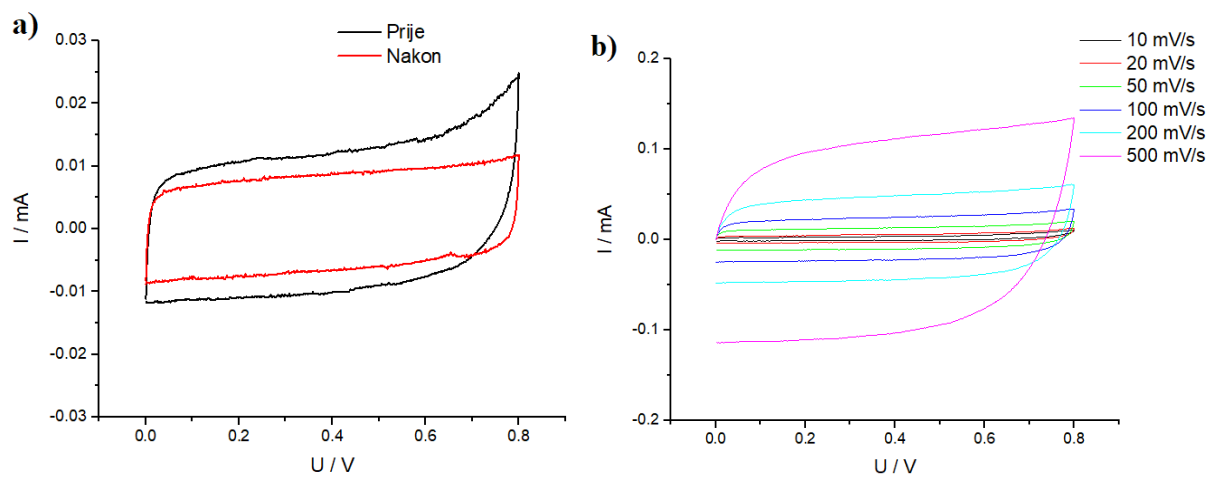 a)
Prije
Nakon
0.03
0.02
0.01
0.00
-0.01
-0.02
-0.03
I / mA
0.0
0.2
0.4
0.6
0.8
U / V
b)
10 mV/s
20 mV/s
50 mV/s
100 mV/s
200 mV/s
500 mV/s
0.2
0.1
0.0
-0.1
-0.2
I / mA
0.0
0.2
0.4
0.6
0.8
U / V